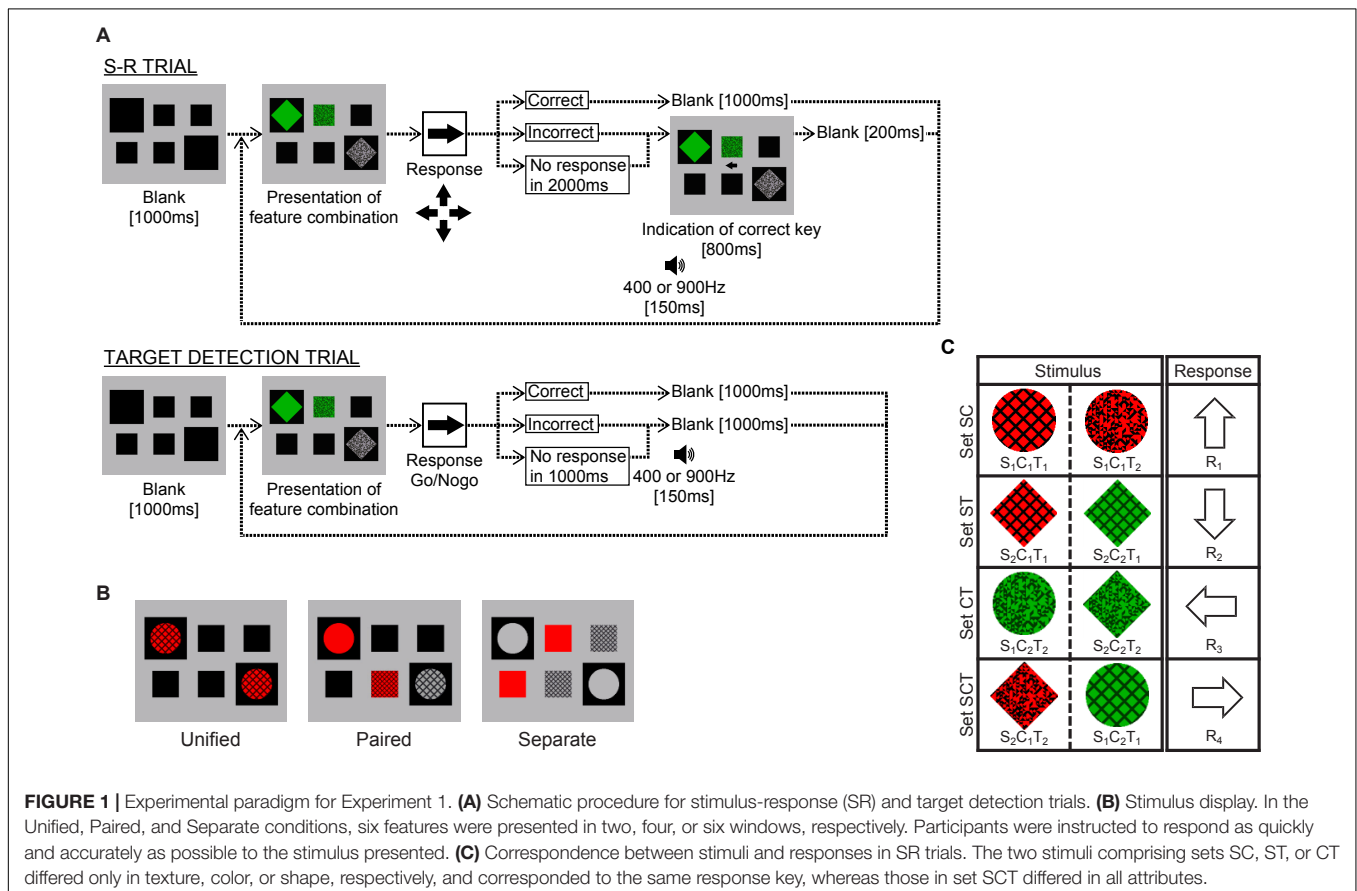 A
S-R TRIAL
Blank
[1000ms]
Presentation of
feature combination
Response
Correct
Incorrect
No response
in 2000ms
Blank [1000ms]
Blank [200ms]
Indication of correct key
[800ms]
400 or 900Hz
[150ms]
TARGET DETECTION TRIAL
Blank
[1000ms]
Presentation of
feature combination
Response
Go/Nogo
Correct
Incorrect
No response
in 1000ms
Blank [1000ms]
Blank [1000ms]
400 or 900Hz
[150ms]
B
Unified
Paired
Separate
C
Stimulus
Response
Set SC
S₁C₁T₁
S₁C₁T₂
R₁
Set ST
S₂C₁T₁
S₂C₂T₁
R₂
Set CT
S₁C₂T₂
S₂C₂T₂
R₃
Set SCT
S₂C₁T₂
S₁C₂T₁
R₄
FIGURE 1 | Experimental paradigm for Experiment 1. (A) Schematic procedure for stimulus-response (SR) and target detection trials. (B) Stimulus display. In the
Unified, Paired, and Separate conditions, six features were presented in two, four, or six windows, respectively. Participants were instructed to respond as quickly
and accurately as possible to the stimulus presented. (C) Correspondence between stimuli and responses in SR trials. The two stimuli comprising sets SC, ST, or CT
differed only in texture, color, or shape, respectively, and corresponded to the same response key, whereas those in set SCT differed in all attributes.